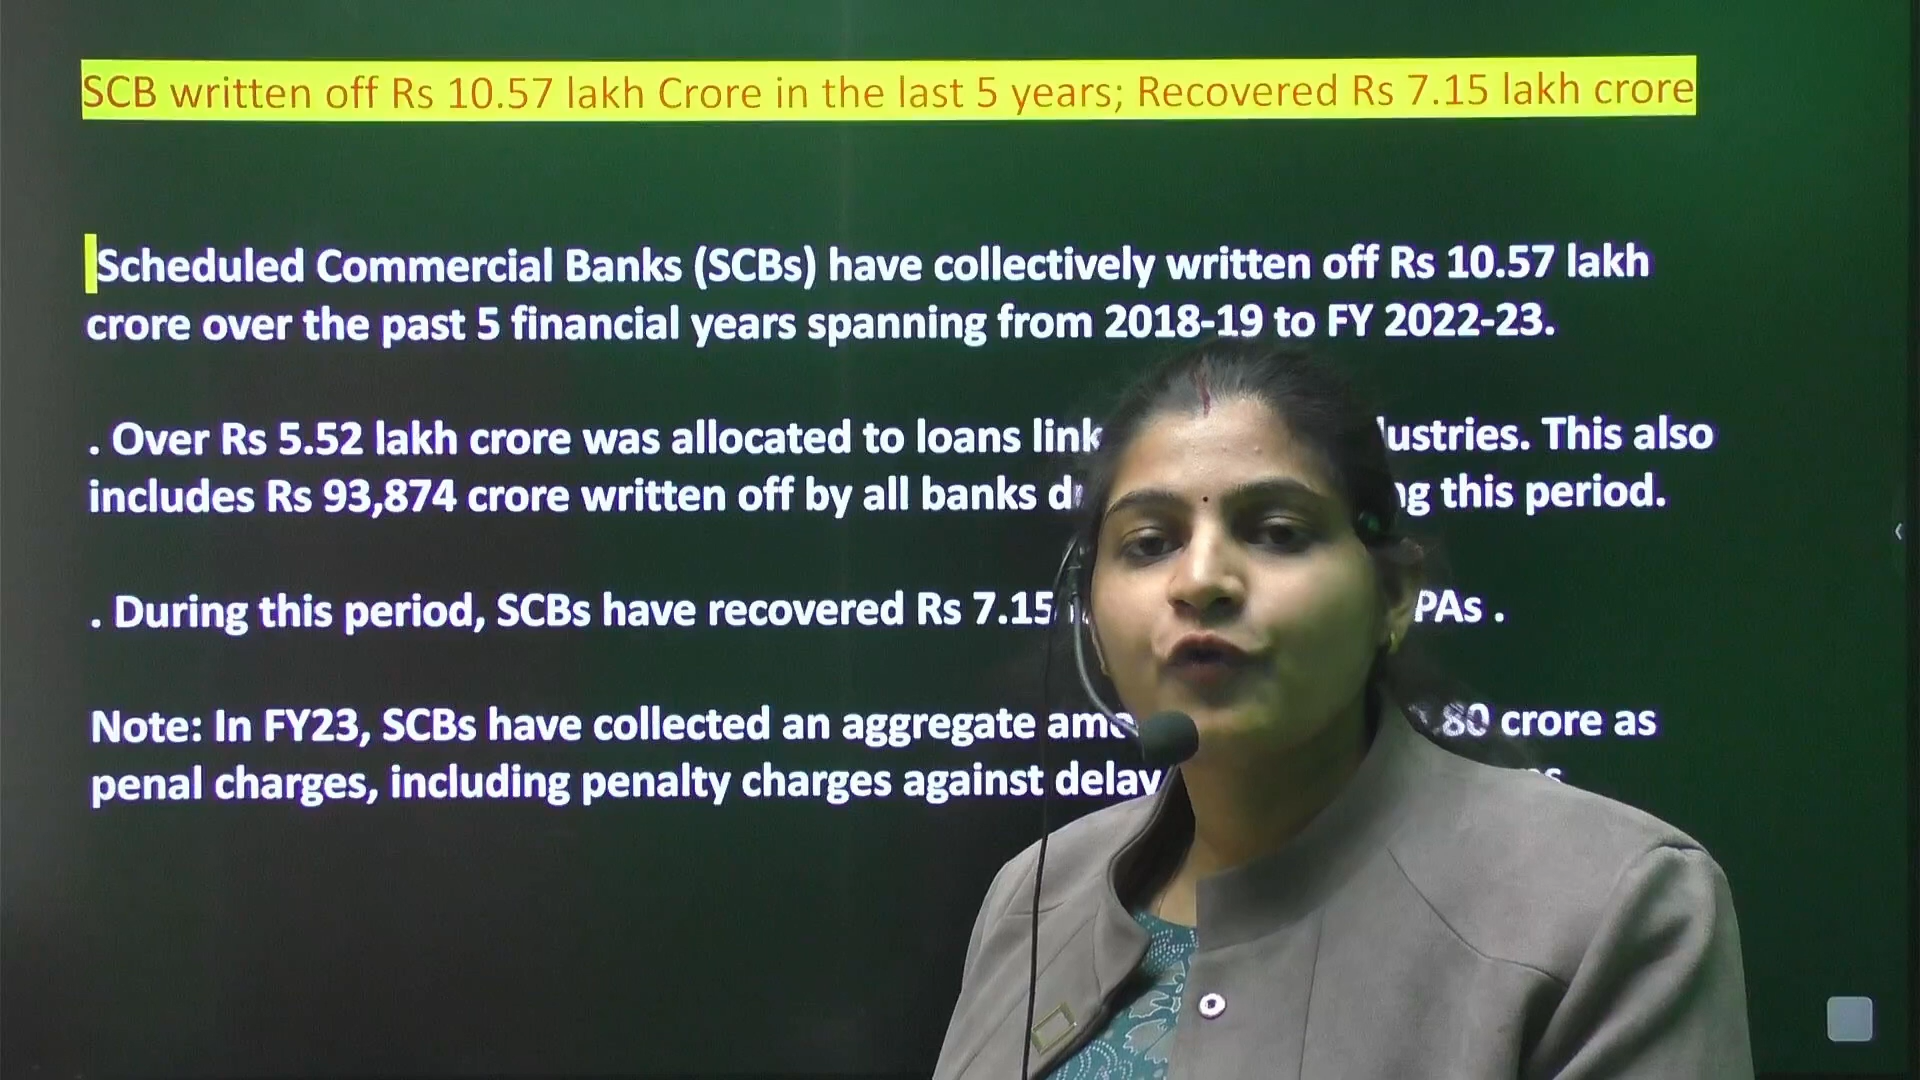 SCB written off Rs 10.57 lakh Crore in the last 5 years; Recovered Rs 7.15 lakh crore
Scheduled Commercial Banks (SCBs) have collectively written off Rs 10.57 lakh
crore over the past 5 financial years spanning from 2018-19 to FY 2022-23.
. Over Rs 5.52 lakh crore was allocated to loans This also
includes Rs 93,874 crore written off by all banks this period.
. During this period, SCBs have recovered Rs 7.15
Note: In FY23, SCBs have collected an aggregate crore as
penal charges, including penalty charges against